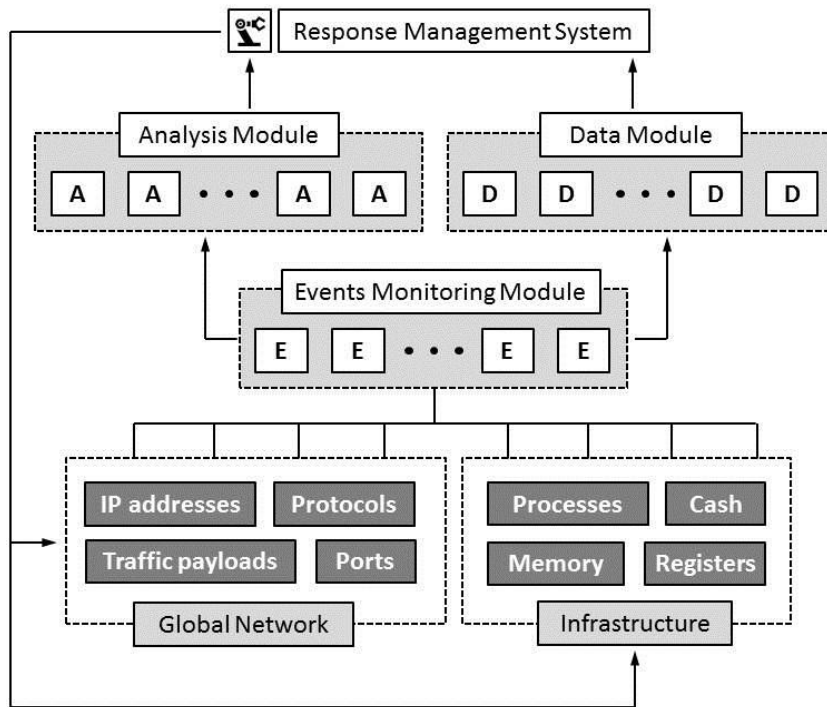 Response Management System
Analysis Module
Data Module
A A • • • A A
D D • • • D D
Events Monitoring Module
E E • • • E E
IP addresses Protocols
Traffic payloads Ports
Global Network
Processes Cash
Memory Registers
Infrastructure